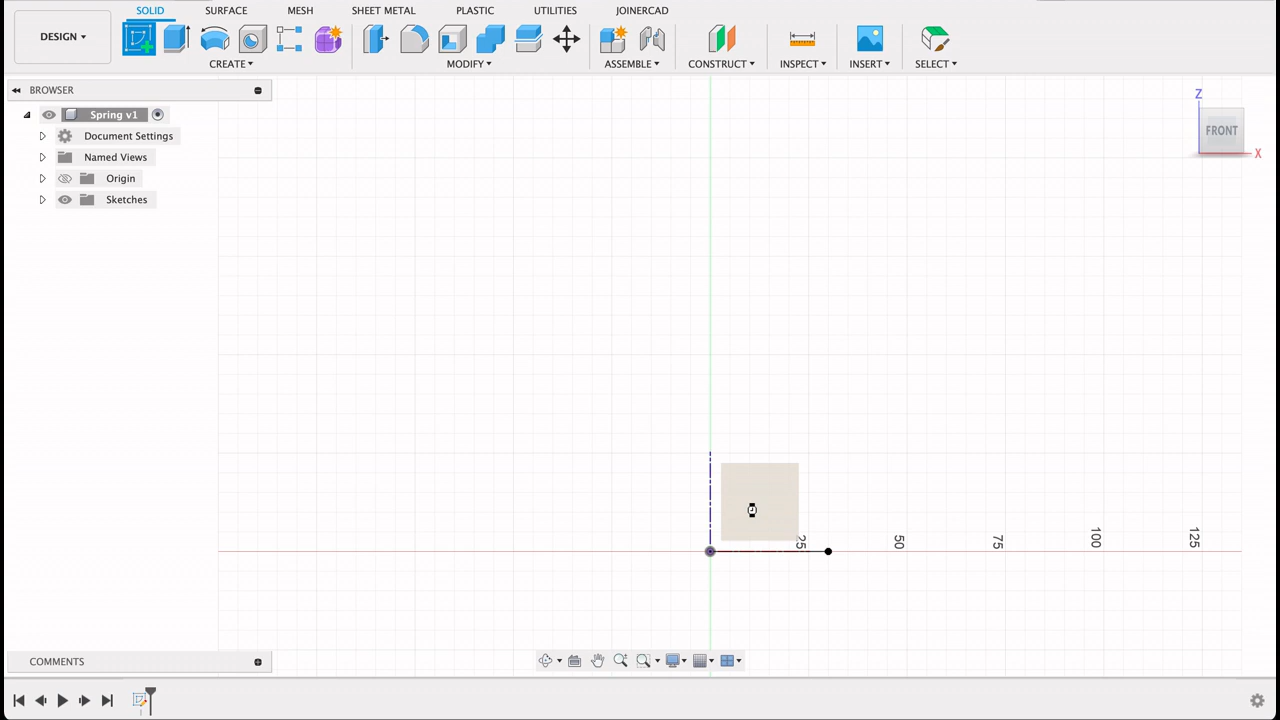 SOLID SURFACE MESH SHEET METAL PLASTIC UTILITIES JOINERCAD
DESIGN
CREATE MODIFY ASSEMBLE CONSTRUCT INSPECT INSERT SELECT
BROWSER
Spring v1
Document Settings
Named Views
Origin
Sketches
Z
FRONT
X
25 50 75 100 125
COMMENTS